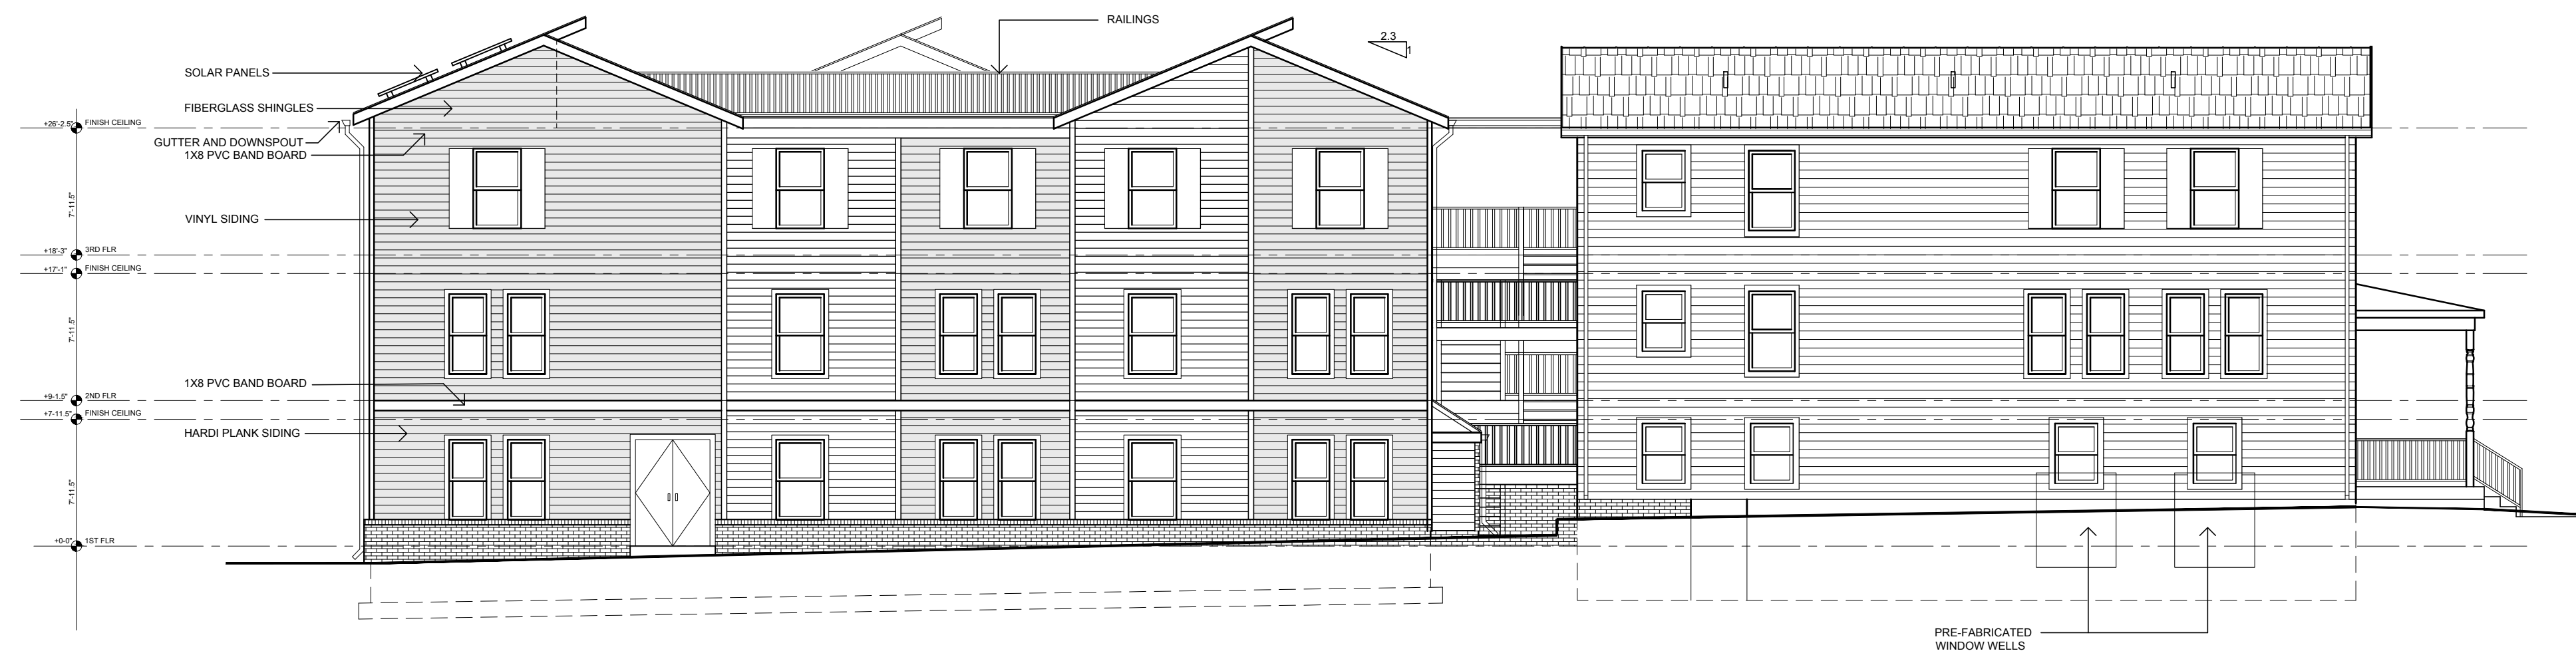 RAILINGS
2.3
1
SOLAR PANELS
FIBERGLASS SHINGLES
+26'-2.5" FINISH CEILING
GUTTER AND DOWNSPOUT
1X8 PVC BAND BOARD
7'-11.5"
VINYL SIDING
+18'-3" 3RD FLR
+17'-1" FINISH CEILING
7'-11.5"
1X8 PVC BAND BOARD
+9-1.5" 2ND FLR
+7-11.5" FINISH CEILING
HARDI PLANK SIDING
7'-11.5"
+0-0" 1ST FLR
PRE-FABRICATED
WINDOW WELLS